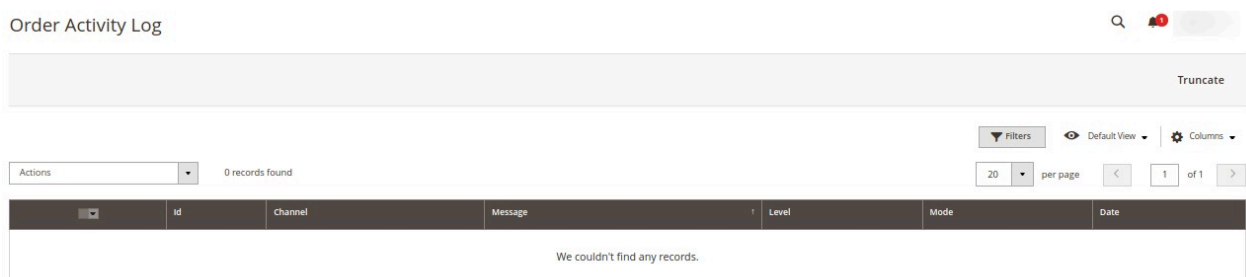 Order Activity Log
1
Truncate
Filters
Default View
Columns
Actions
0 records found
20
per page
1
of 1
Id
Channel
Message
Level
Mode
Date
We couldn't find any records.